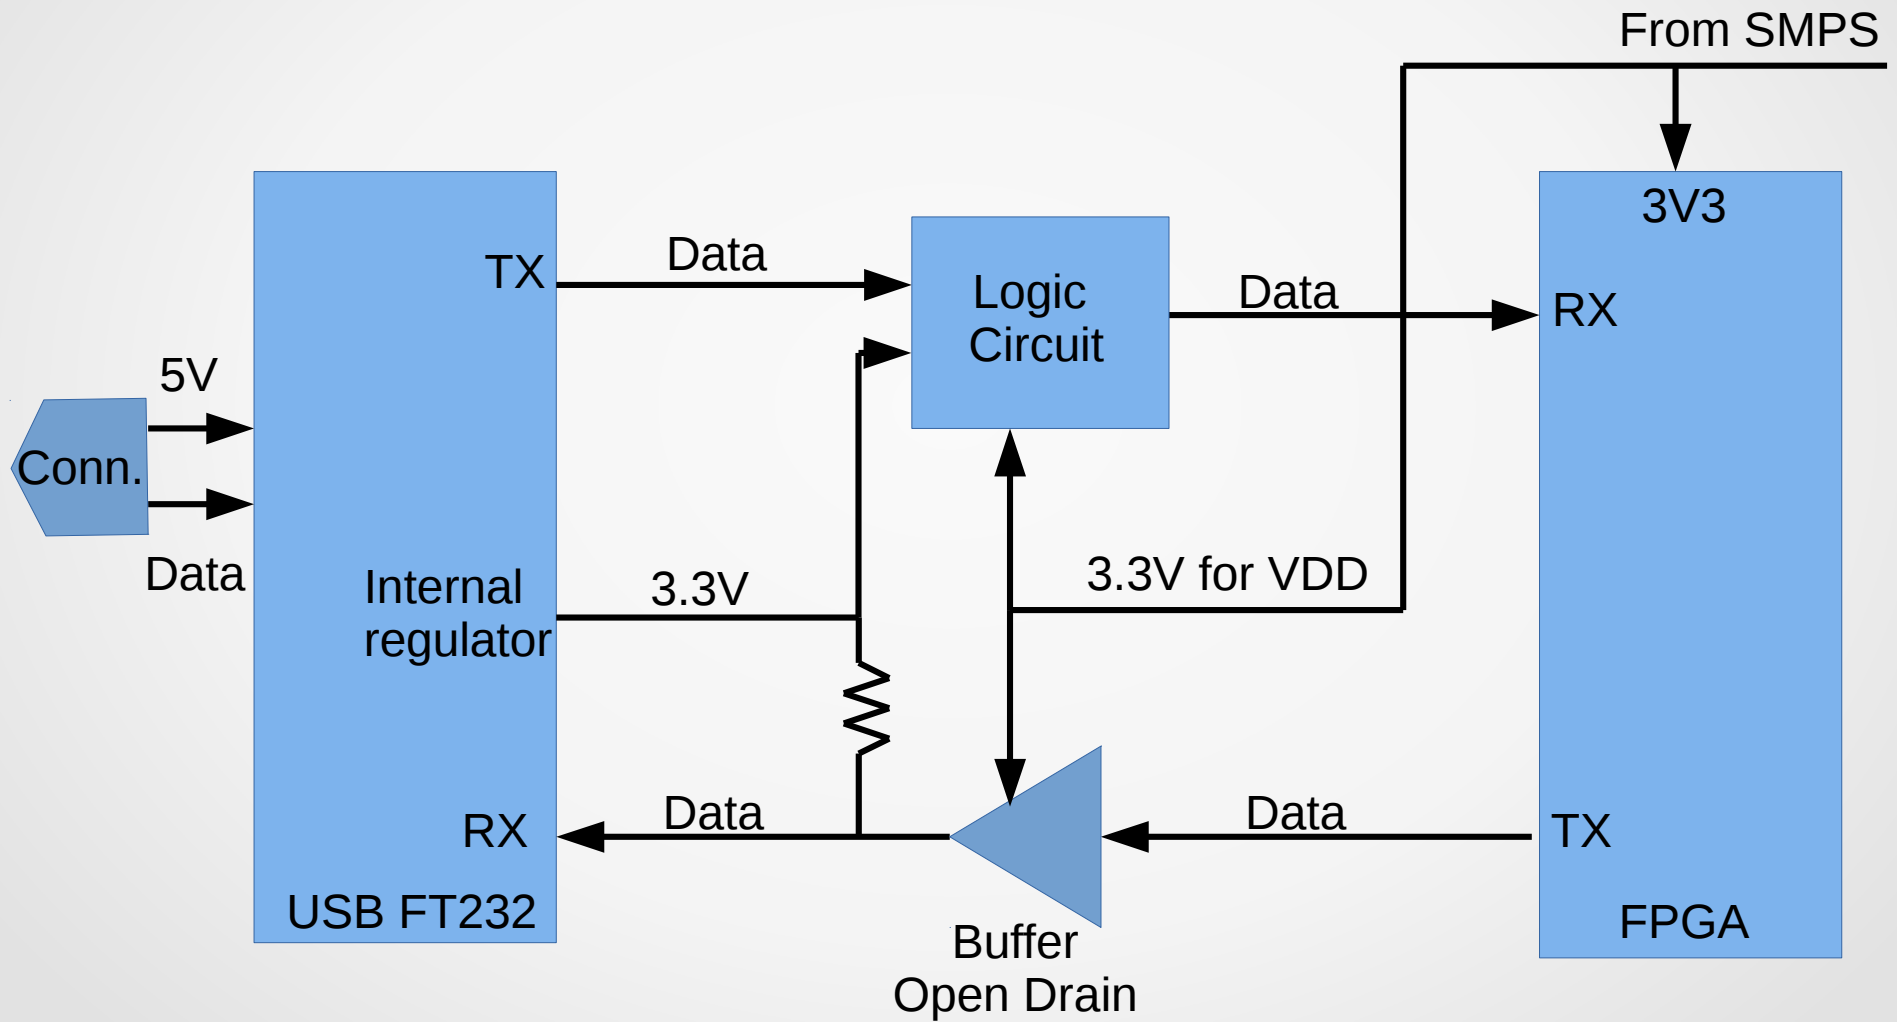 From SMPS
3V3
TX
Data
Logic
Circuit
Data
RX
5V
Conn.
Data
Internal
regulator
3.3V
3.3V for VDD
RX
Data
Data
TX
USB FT232
FPGA
Buffer
Open Drain